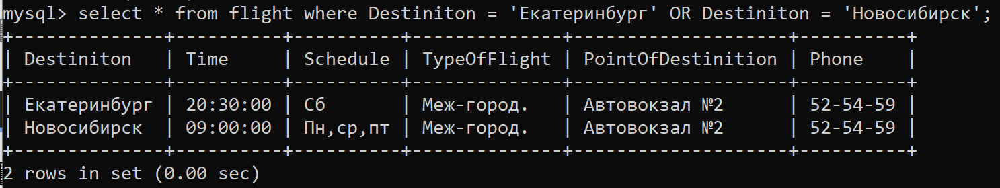 mysql> select * from flight where Destiniton = 'Екатеринбург' OR Destiniton = 'Новосибирск';
+--------------+----------+----------+--------------+--------------------+----------+
| Destiniton   | Time     | Schedule | TypeOfFlight | PointOfDestinition | Phone    |
+--------------+----------+----------+--------------+--------------------+----------+
| Екатеринбург | 20:30:00 | Сб       | Меж-город.   | Автовокзал №2      | 52-54-59 |
| Новосибирск  | 09:00:00 | Пн,ср,пт | Меж-город.   | Автовокзал №2      | 52-54-59 |
+--------------+----------+----------+--------------+--------------------+----------+
2 rows in set (0.00 sec)